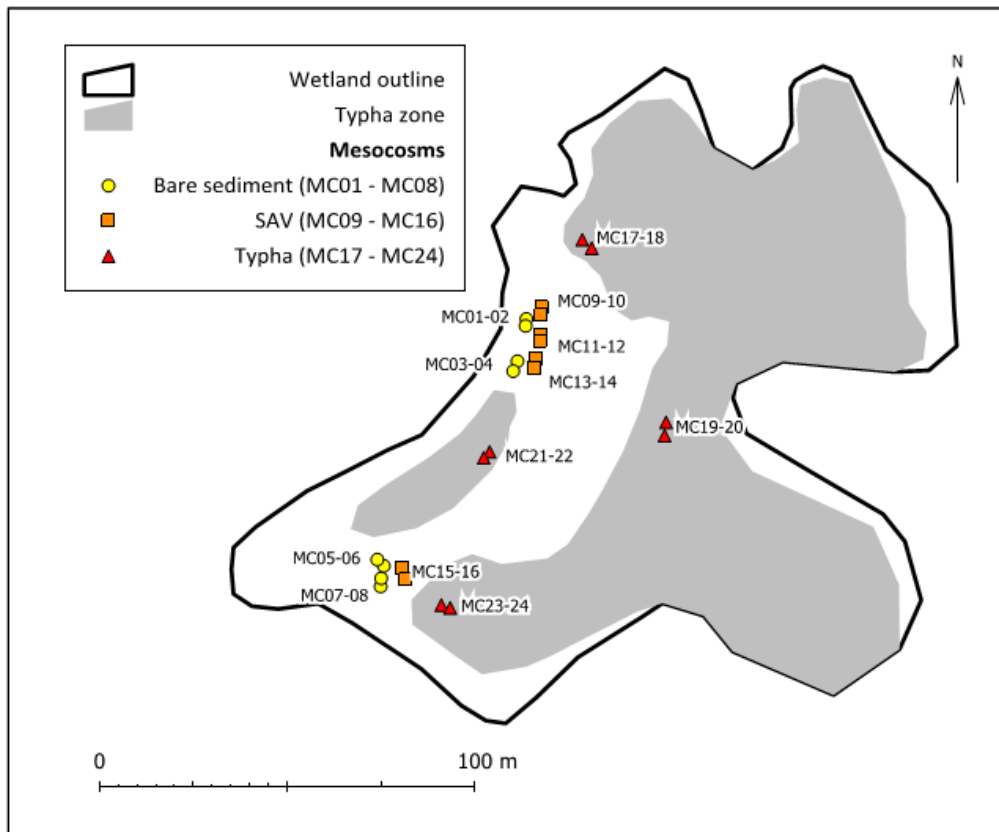 Wetland outline
Typha zone
Mesocosms
Bare sediment (MC01 - MC08)
SAV (MC09 - MC16)
Typha (MC17 - MC24)
N
MC17-18
MC09-10
MC01-02
MC11-12
MC03-04
MC13-14
MC19-20
MC21-22
MC05-06
MC15-16
MC07-08
MC23-24
0 100 m